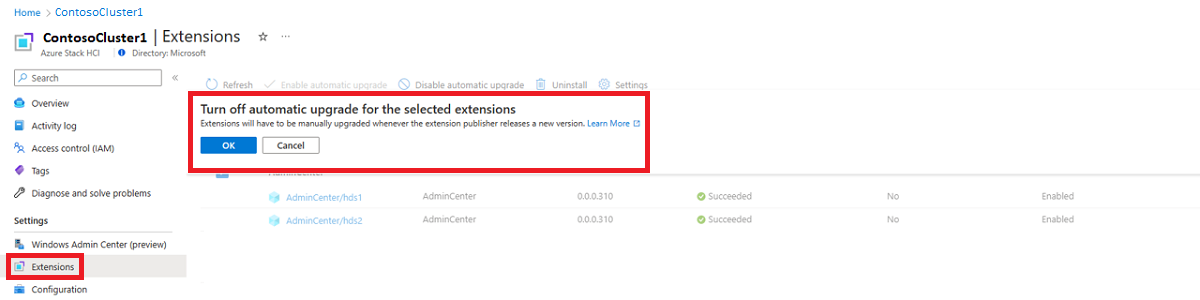 Home > ContosoCluster1
ContosoCluster1 | Extensions ☆ ...
Azure Stack HCI Directory: Microsoft
Search «
Refresh Enable automatic upgrade Disable automatic upgrade Uninstall Settings
Overview
Activity log
Access control (IAM)
Tags
Diagnose and solve problems
Settings
Windows Admin Center (preview)
Extensions
Configuration
Turn off automatic upgrade for the selected extensions
Extensions will have to be manually upgraded whenever the extension publisher releases a new version. Learn More
OK Cancel
AdminCenter/hds1 AdminCenter 0.0.0.310 Succeeded No Enabled
AdminCenter/hds2 AdminCenter 0.0.0.310 Succeeded No Enabled